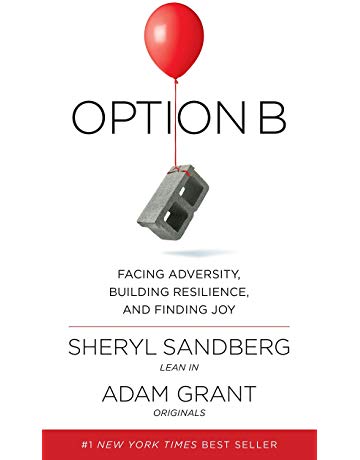 OPTION B
FACING ADVERSITY,
BUILDING RESILIENCE,
AND FINDING JOY
SHERYL SANDBERG
LEAN IN
ADAM GRANT
ORIGINALS
#1 NEW YORK TIMES BEST SELLER